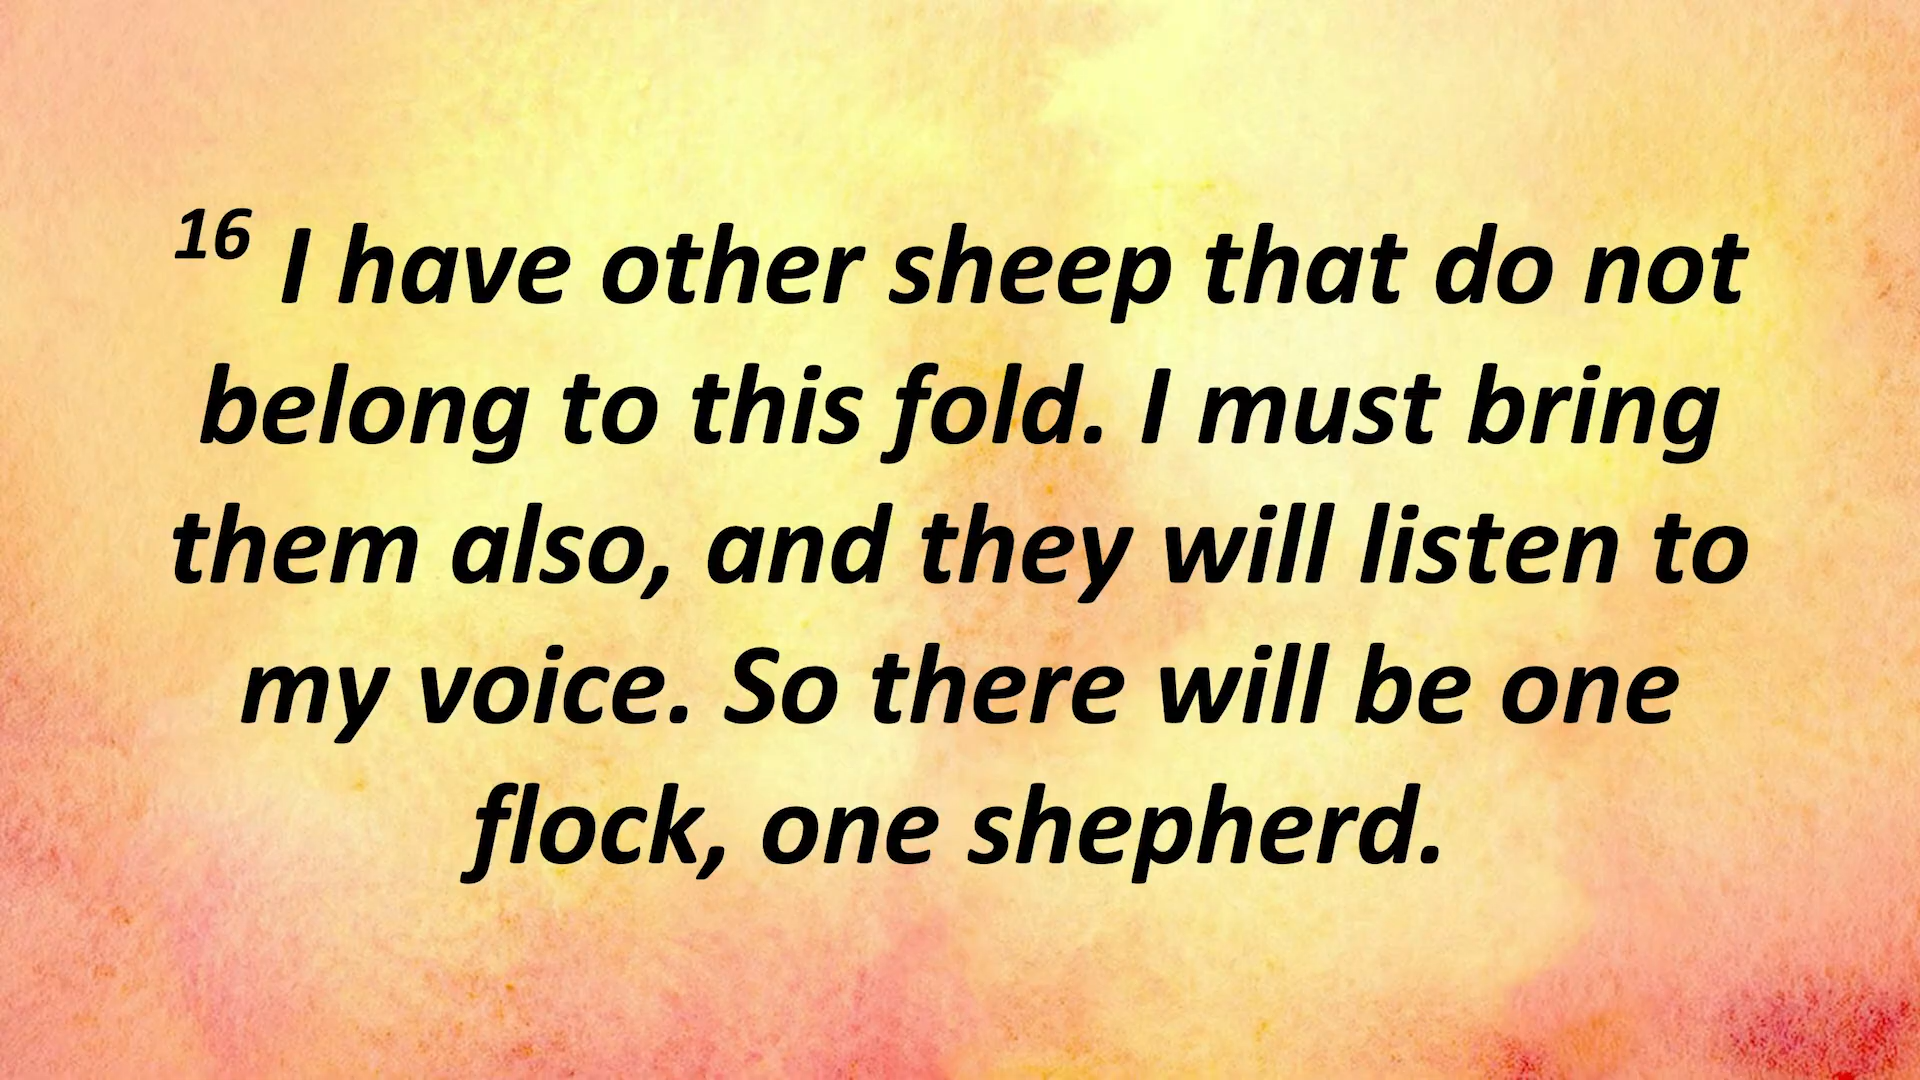 16 I have other sheep that do not
belong to this fold. I must bring
them also, and they will listen to
my voice. So there will be one
flock, one shepherd.